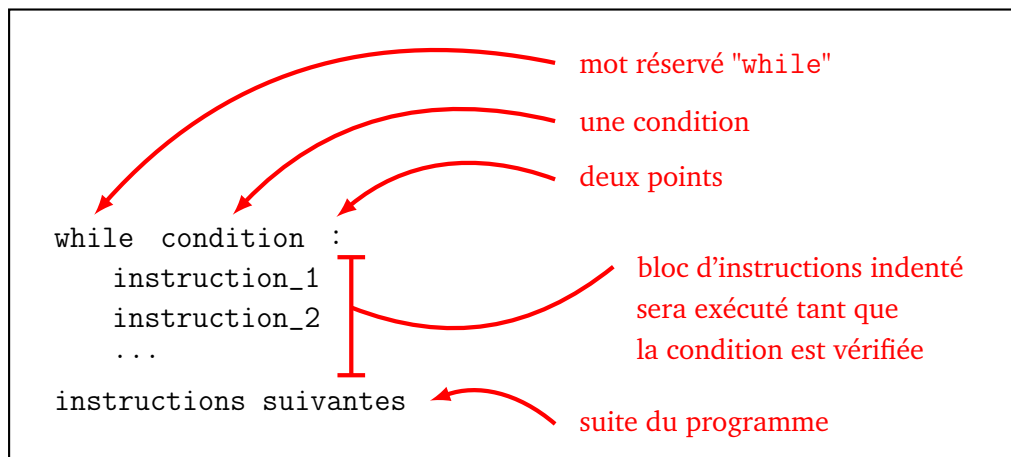 mot réservé "while"
une condition
deux points
while condition :
instruction_1
instruction_2
...
bloc d'instructions indenté
sera exécuté tant que
la condition est vérifiée
instructions suivantes
suite du programme